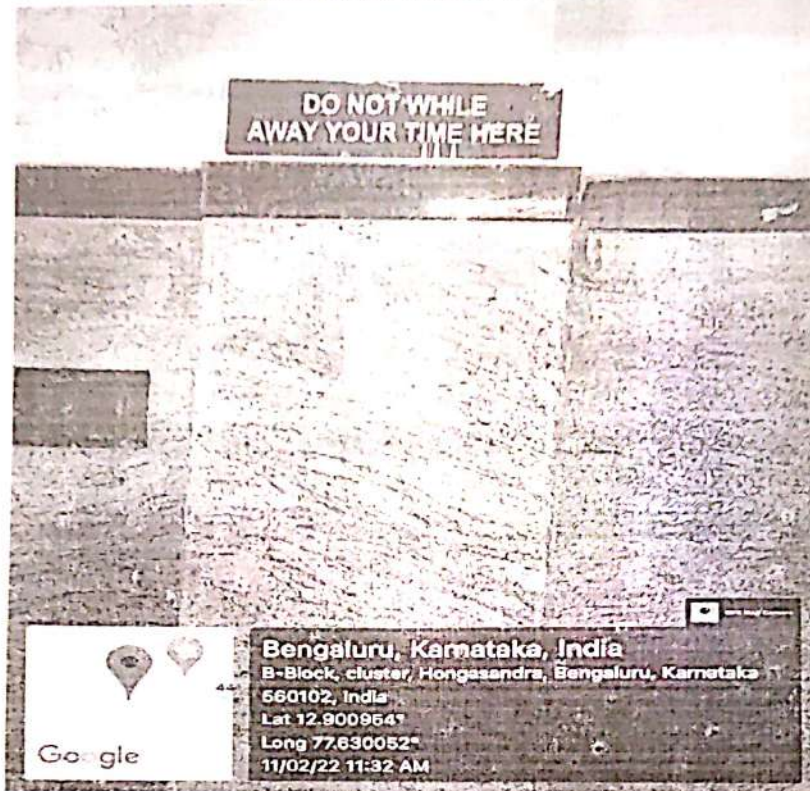 DO NOT WHILE
AWAY YOUR TIME HERE
Bengaluru, Karnataka, India
B-Block, cluster, Hongasandra, Bengaluru, Karnataka
560102, India
Lat 12.900954°
Long 77.630052°
11/02/22 11:32 AM
Google